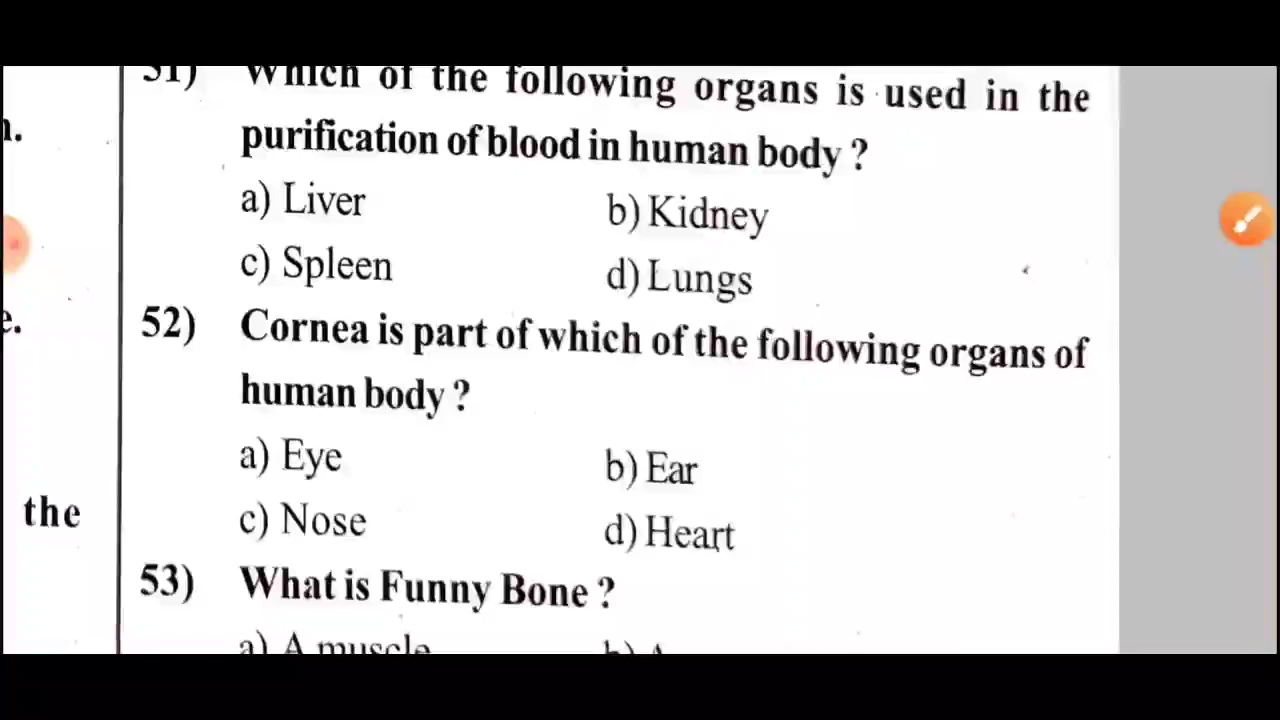 51) Which of the following organs is used in the
n.
purification of blood in human body ?
a) Liver b) Kidney
c) Spleen d) Lungs
e.
52) Cornea is part of which of the following organs of
human body ?
a) Eye b) Ear
the
c) Nose d) Heart
53) What is Funny Bone ?
a) A muscle b) A